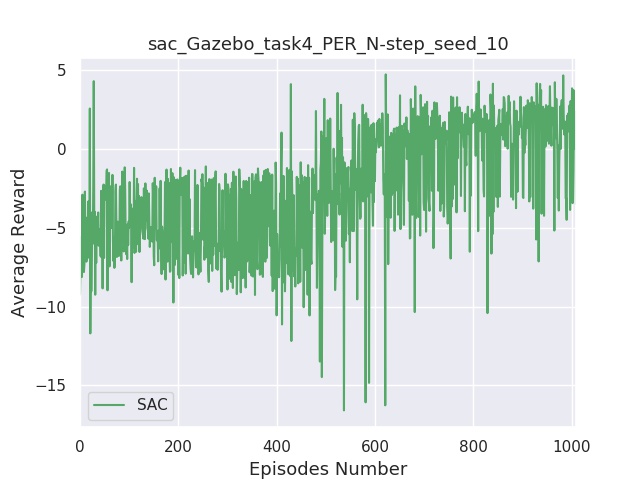 sac_Gazebo_task4_PER_N-step_seed_10
5
0
−5
−10
−15
Average Reward
SAC
0 200 400 600 800 1000
Episodes Number